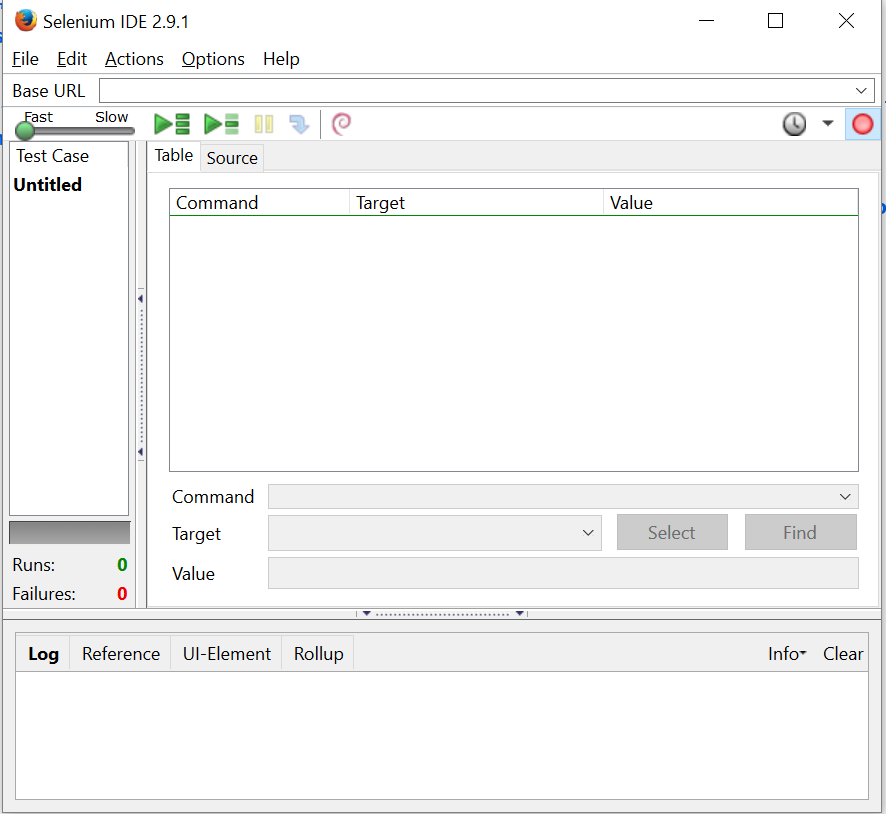 Selenium IDE 2.9.1
File Edit Actions Options Help
Base URL
Fast Slow
Test Case
Untitled
Table Source
Command Target Value
Command
Target Select Find
Value
Runs: 0
Failures: 0
Log Reference UI-Element Rollup Info Clear